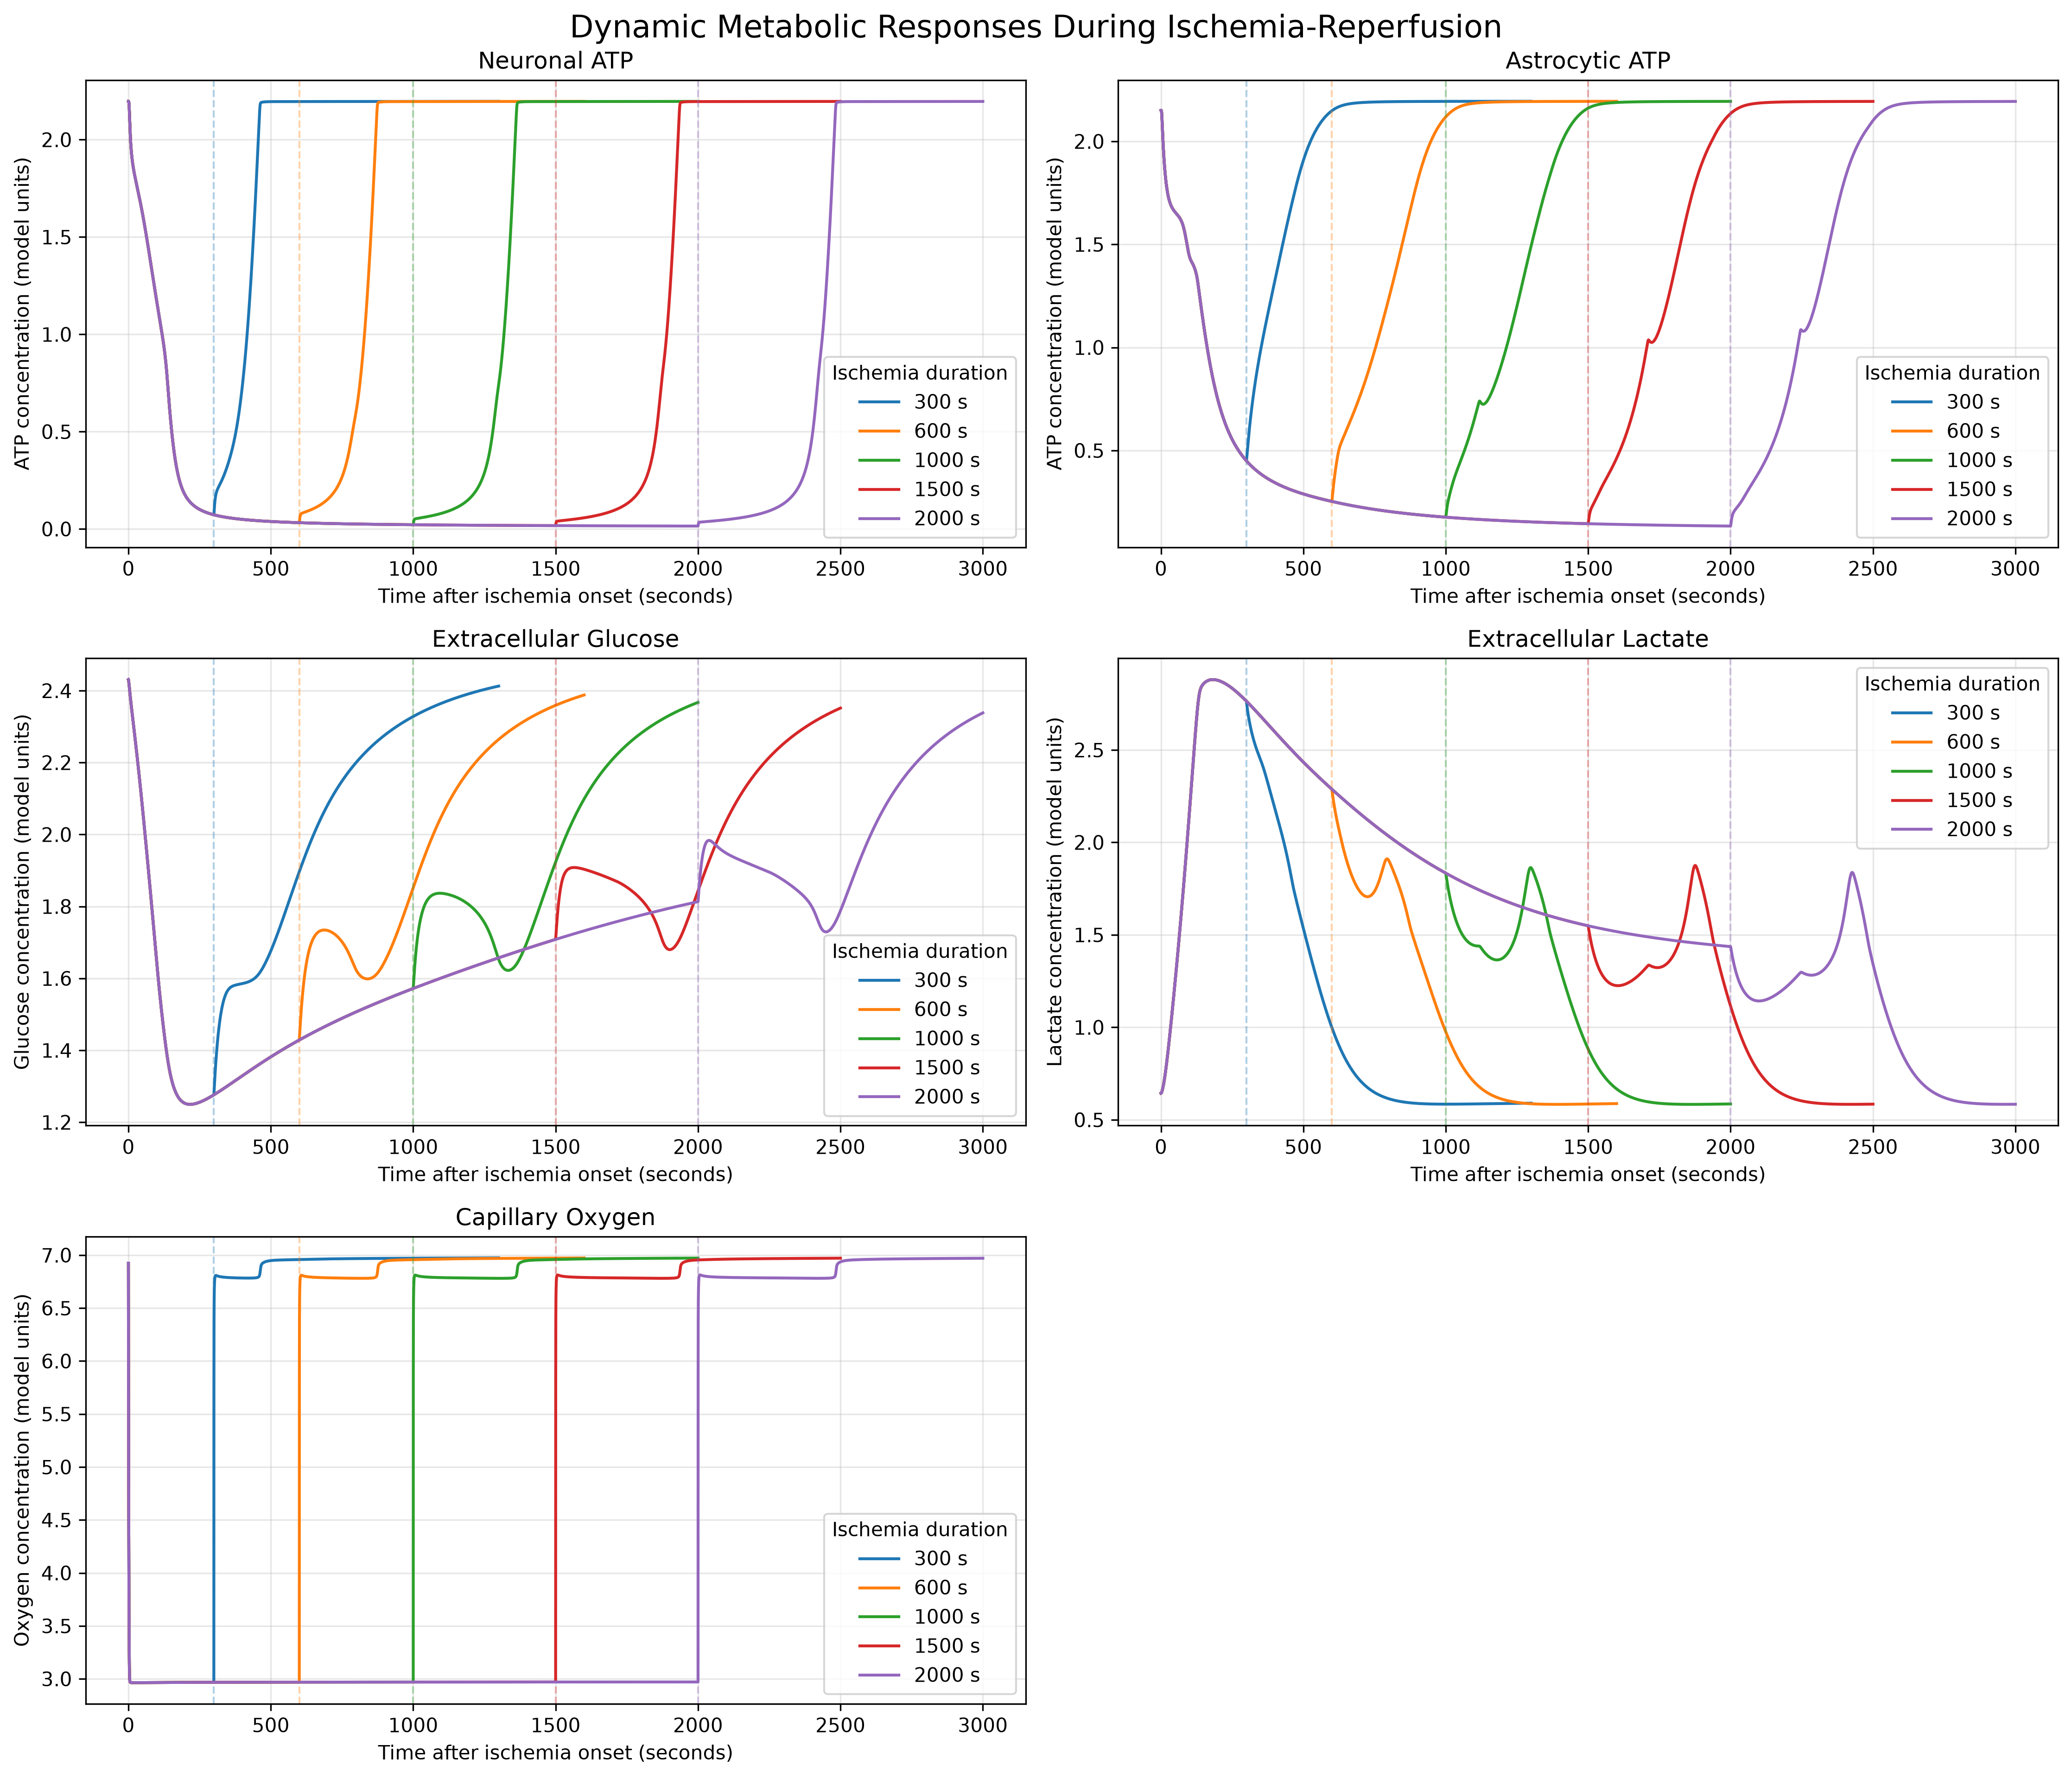 Dynamic Metabolic Responses During Ischemia-Reperfusion
Neuronal ATP
ATP concentration (model units)
2.0
1.5
1.0
0.5
0.0
Ischemia duration
300 s
600 s
1000 s
1500 s
2000 s
0 500 1000 1500 2000 2500 3000
Time after ischemia onset (seconds)
Astrocytic ATP
ATP concentration (model units)
2.0
1.5
1.0
0.5
Ischemia duration
300 s
600 s
1000 s
1500 s
2000 s
0 500 1000 1500 2000 2500 3000
Time after ischemia onset (seconds)
Extracellular Glucose
Glucose concentration (model units)
2.4
2.2
2.0
1.8
1.6
1.4
1.2
Ischemia duration
300 s
600 s
1000 s
1500 s
2000 s
0 500 1000 1500 2000 2500 3000
Time after ischemia onset (seconds)
Extracellular Lactate
Lactate concentration (model units)
2.5
2.0
1.5
1.0
0.5
Ischemia duration
300 s
600 s
1000 s
1500 s
2000 s
0 500 1000 1500 2000 2500 3000
Time after ischemia onset (seconds)
Capillary Oxygen
Oxygen concentration (model units)
7.0
6.5
6.0
5.5
5.0
4.5
4.0
3.5
3.0
Ischemia duration
300 s
600 s
1000 s
1500 s
2000 s
0 500 1000 1500 2000 2500 3000
Time after ischemia onset (seconds)